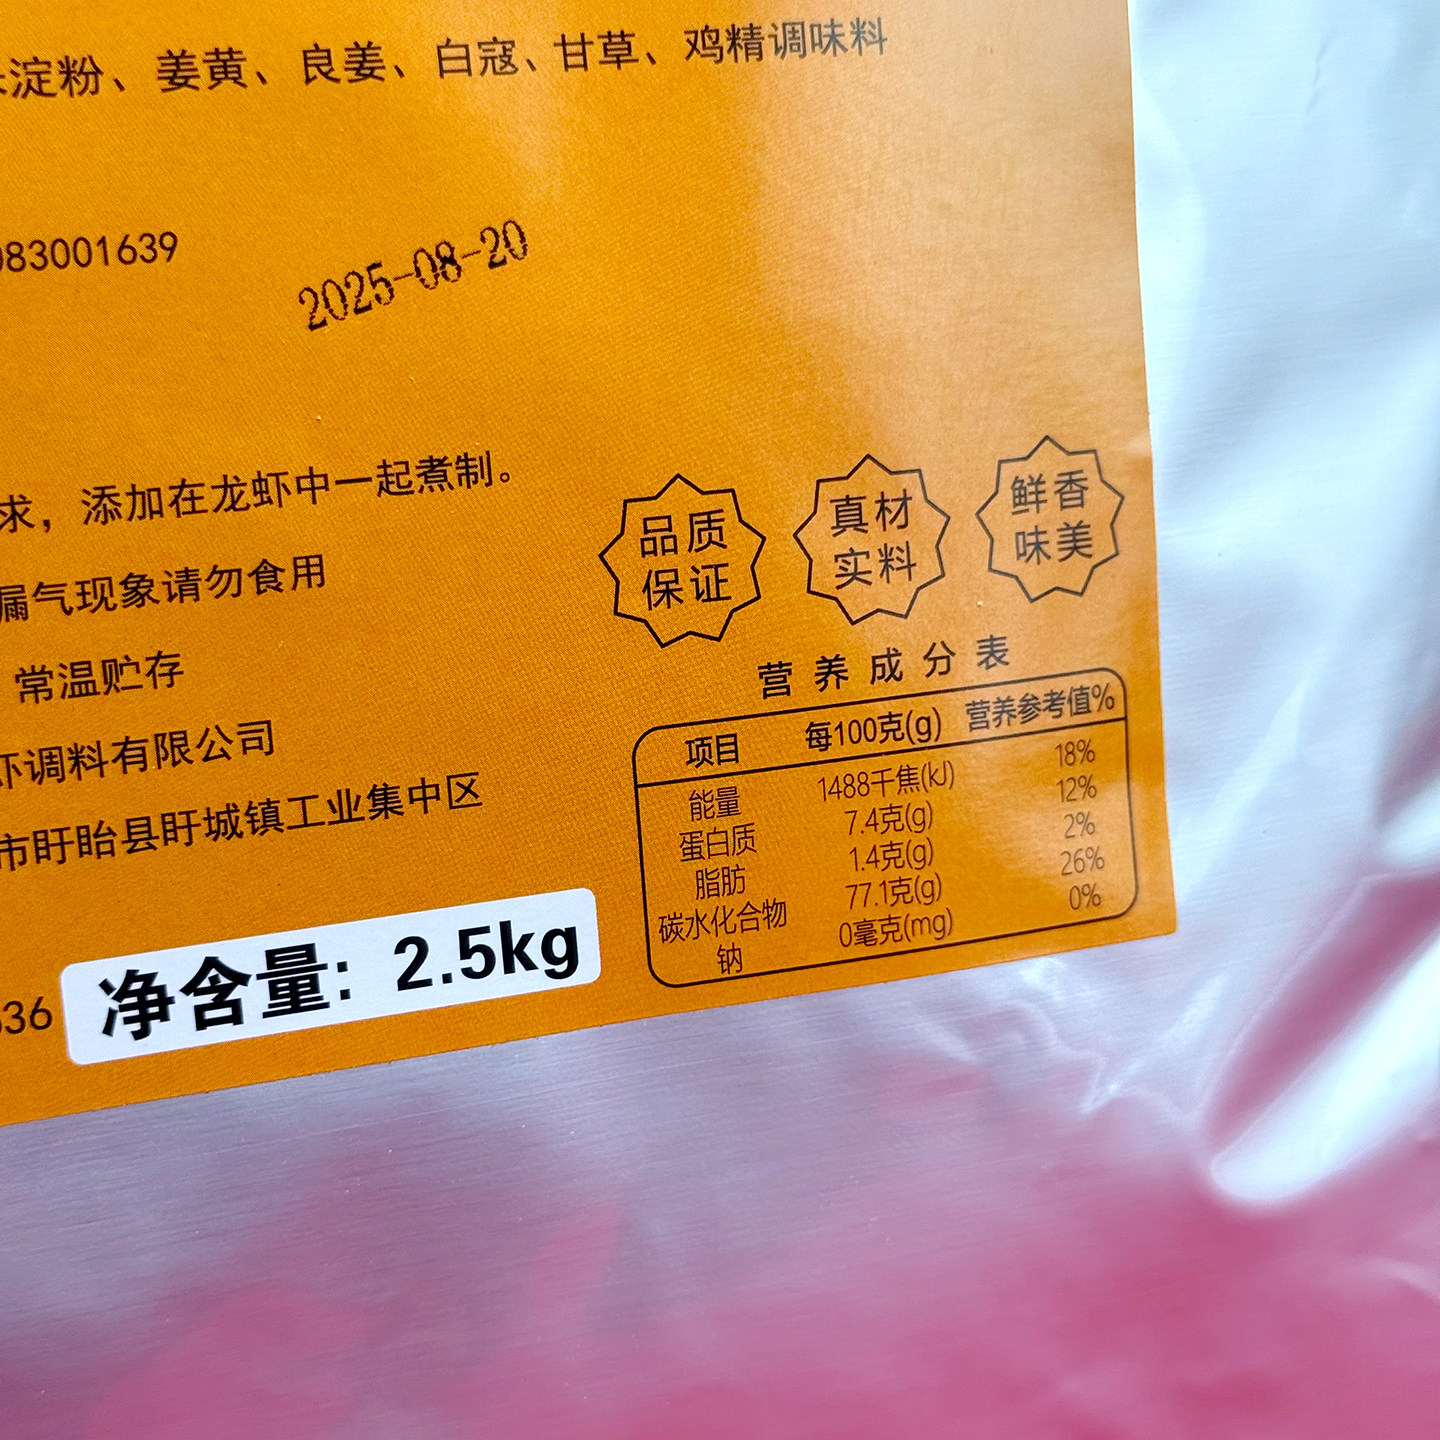 淀粉、姜黄、良姜、白寇、甘草、鸡精调味料
083001639
2025-08-20
求，添加在龙虾中一起煮制。
漏气现象请勿食用
常温贮存
虾调料有限公司
市盱眙县盱城镇工业集中区
36
净含量: 2.5kg
品质
保证
真材
实料
鲜香
味美
营养成分表
项目 每100克(g) 营养参考值%
能量 1488千焦(kJ) 18%
蛋白质 7.4克(g) 12%
脂肪 1.4克(g) 2%
碳水化合物 77.1克(g) 26%
钠 0毫克(mg) 0%